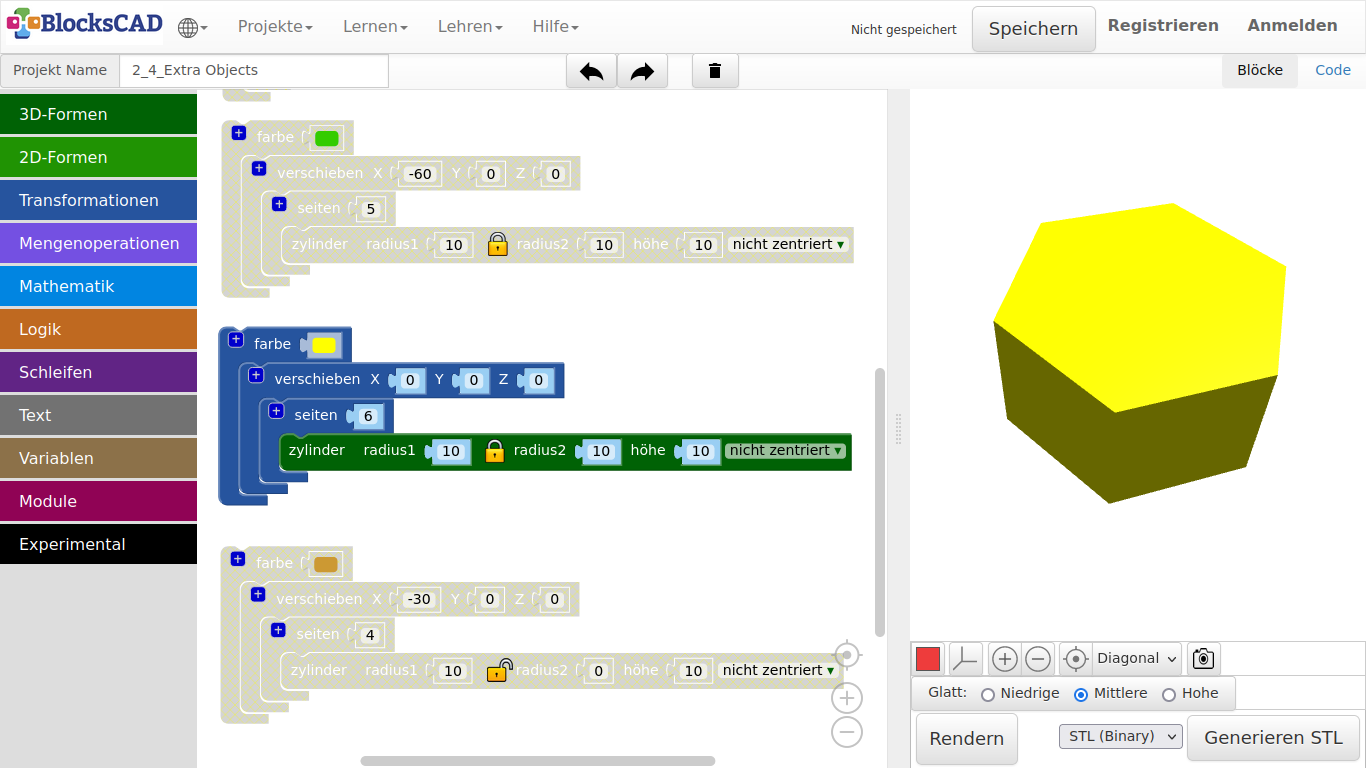 BlocksCAD Projekte Lernen Lehren Hilfe Nicht gespeichert Speichern Registrieren Anmelden
Projekt Name 2_4_Extra Objects Blöcke Code
3D-Formen
2D-Formen
Transformationen
Mengenoperationen
Mathematik
Logik
Schleifen
Text
Variablen
Module
Experimental
+ farbe
+ verschieben X -60 Y 0 Z 0
+ seiten 5
zylinder radius1 10 radius2 10 höhe 10 nicht zentriert ▾
+ farbe
+ verschieben X 0 Y 0 Z 0
+ seiten 6
zylinder radius1 10 radius2 10 höhe 10 nicht zentriert ▾
+ farbe
+ verschieben X -30 Y 0 Z 0
+ seiten 4
zylinder radius1 10 radius2 0 höhe 10 nicht zentriert ▾
Diagonal
Glatt: Niedrige Mittlere Hohe
Rendern STL (Binary) Generieren STL